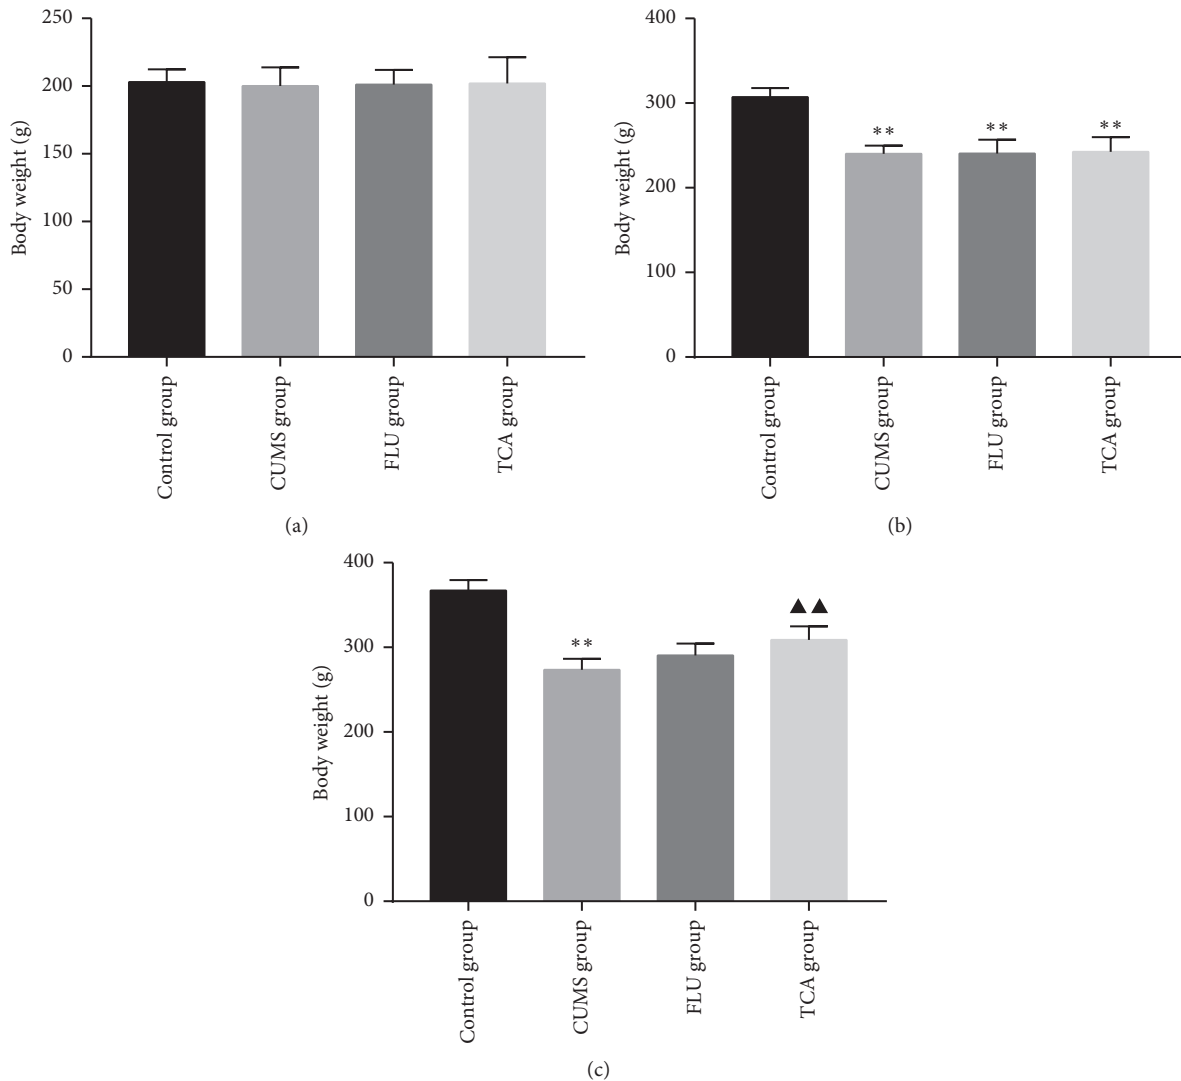 250
200
150
100
50
0
Body weight (g)
Control group
CUMS group
FLU group
TCA group
(a)
400
300
200
100
0
Body weight (g)
**
**
**
Control group
CUMS group
FLU group
TCA group
(b)
400
300
200
100
0
Body weight (g)
**
▲▲
Control group
CUMS group
FLU group
TCA group
(c)